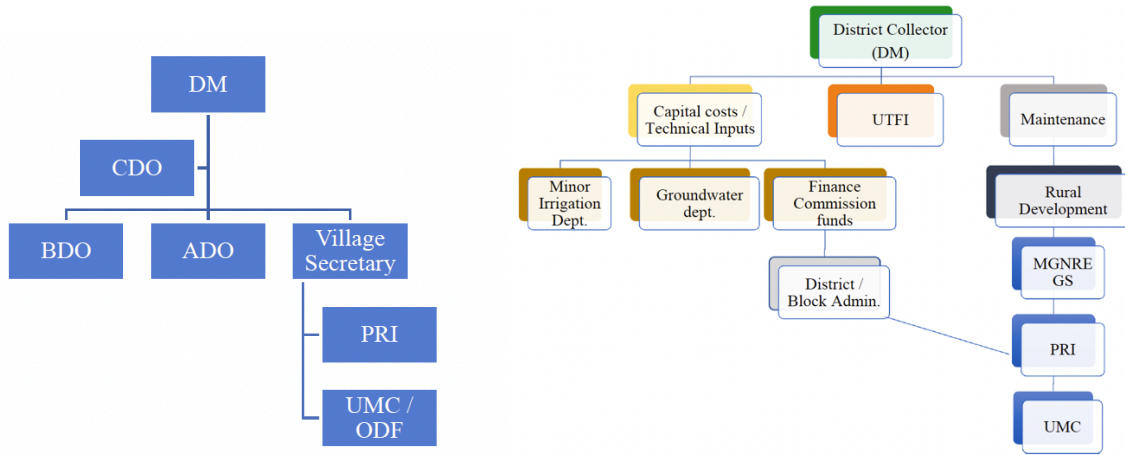 DM
CDO
BDO
ADO
Village
Secretary
PRI
UMC /
ODF
District Collector
(DM)
Capital costs /
Technical Inputs
UTFI
Maintenance
Minor
Irrigation
Dept.
Groundwater
dept.
Finance
Commission
funds
Rural
Development
District /
Block Admin.
MGNRE
GS
PRI
UMC